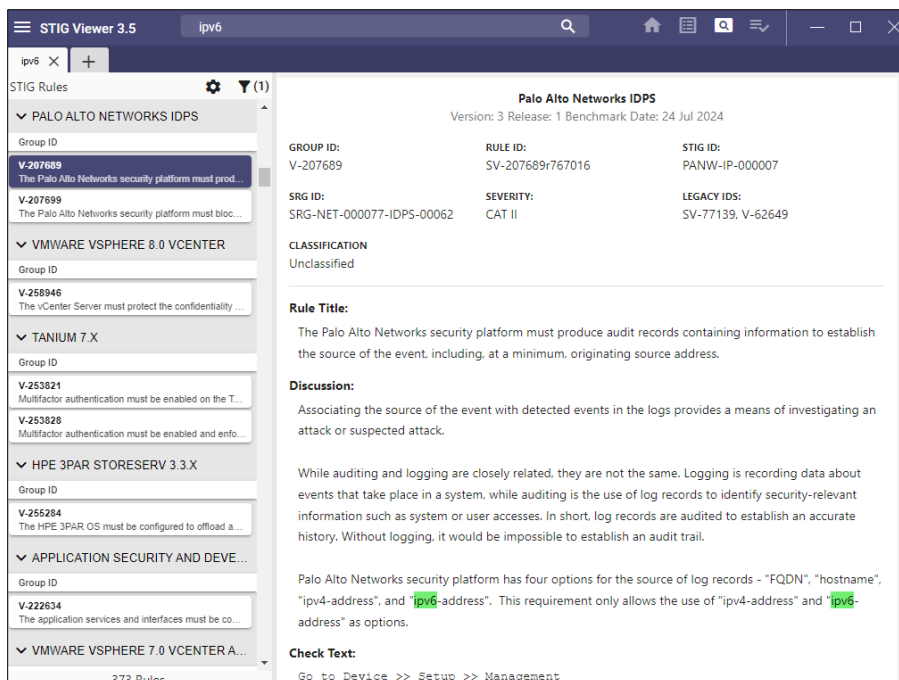 STIG Viewer 3.5
ipv6
ipv6
STIG Rules
(1)
PALO ALTO NETWORKS IDPS
Group ID
V-207689
The Palo Alto Networks security platform must prod...
V-207699
The Palo Alto Networks security platform must bloc...
VMWARE VSPHERE 8.0 VCENTER
Group ID
V-258946
The vCenter Server must protect the confidentiality ...
TANIUM 7.X
Group ID
V-253821
Multifactor authentication must be enabled on the T...
V-253828
Multifactor authentication must be enabled and enfo...
HPE 3PAR STORESERV 3.3.X
Group ID
V-255284
The HPE 3PAR OS must be configured to offload a...
APPLICATION SECURITY AND DEVE...
Group ID
V-222634
The application services and interfaces must be co...
VMWARE VSPHERE 7.0 VCENTER A...
373 Rules
Palo Alto Networks IDPS
Version: 3 Release: 1 Benchmark Date: 24 Jul 2024
GROUP ID: RULE ID: STIG ID:
V-207689 SV-207689r767016 PANW-IP-000007
SRG ID: SEVERITY: LEGACY IDS:
SRG-NET-000077-IDPS-00062 CAT II SV-77139, V-62649
CLASSIFICATION
Unclassified
Rule Title:
The Palo Alto Networks security platform must produce audit records containing information to establish
the source of the event, including, at a minimum, originating source address.
Discussion:
Associating the source of the event with detected events in the logs provides a means of investigating an
attack or suspected attack.
While auditing and logging are closely related, they are not the same. Logging is recording data about
events that take place in a system, while auditing is the use of log records to identify security-relevant
information such as system or user accesses. In short, log records are audited to establish an accurate
history. Without logging, it would be impossible to establish an audit trail.
Palo Alto Networks security platform has four options for the source of log records - "FQDN", "hostname",
"ipv4-address", and "ipv6-address". This requirement only allows the use of "ipv4-address" and "ipv6-
address" as options.
Check Text:
Go to Device >> Setup >> Management